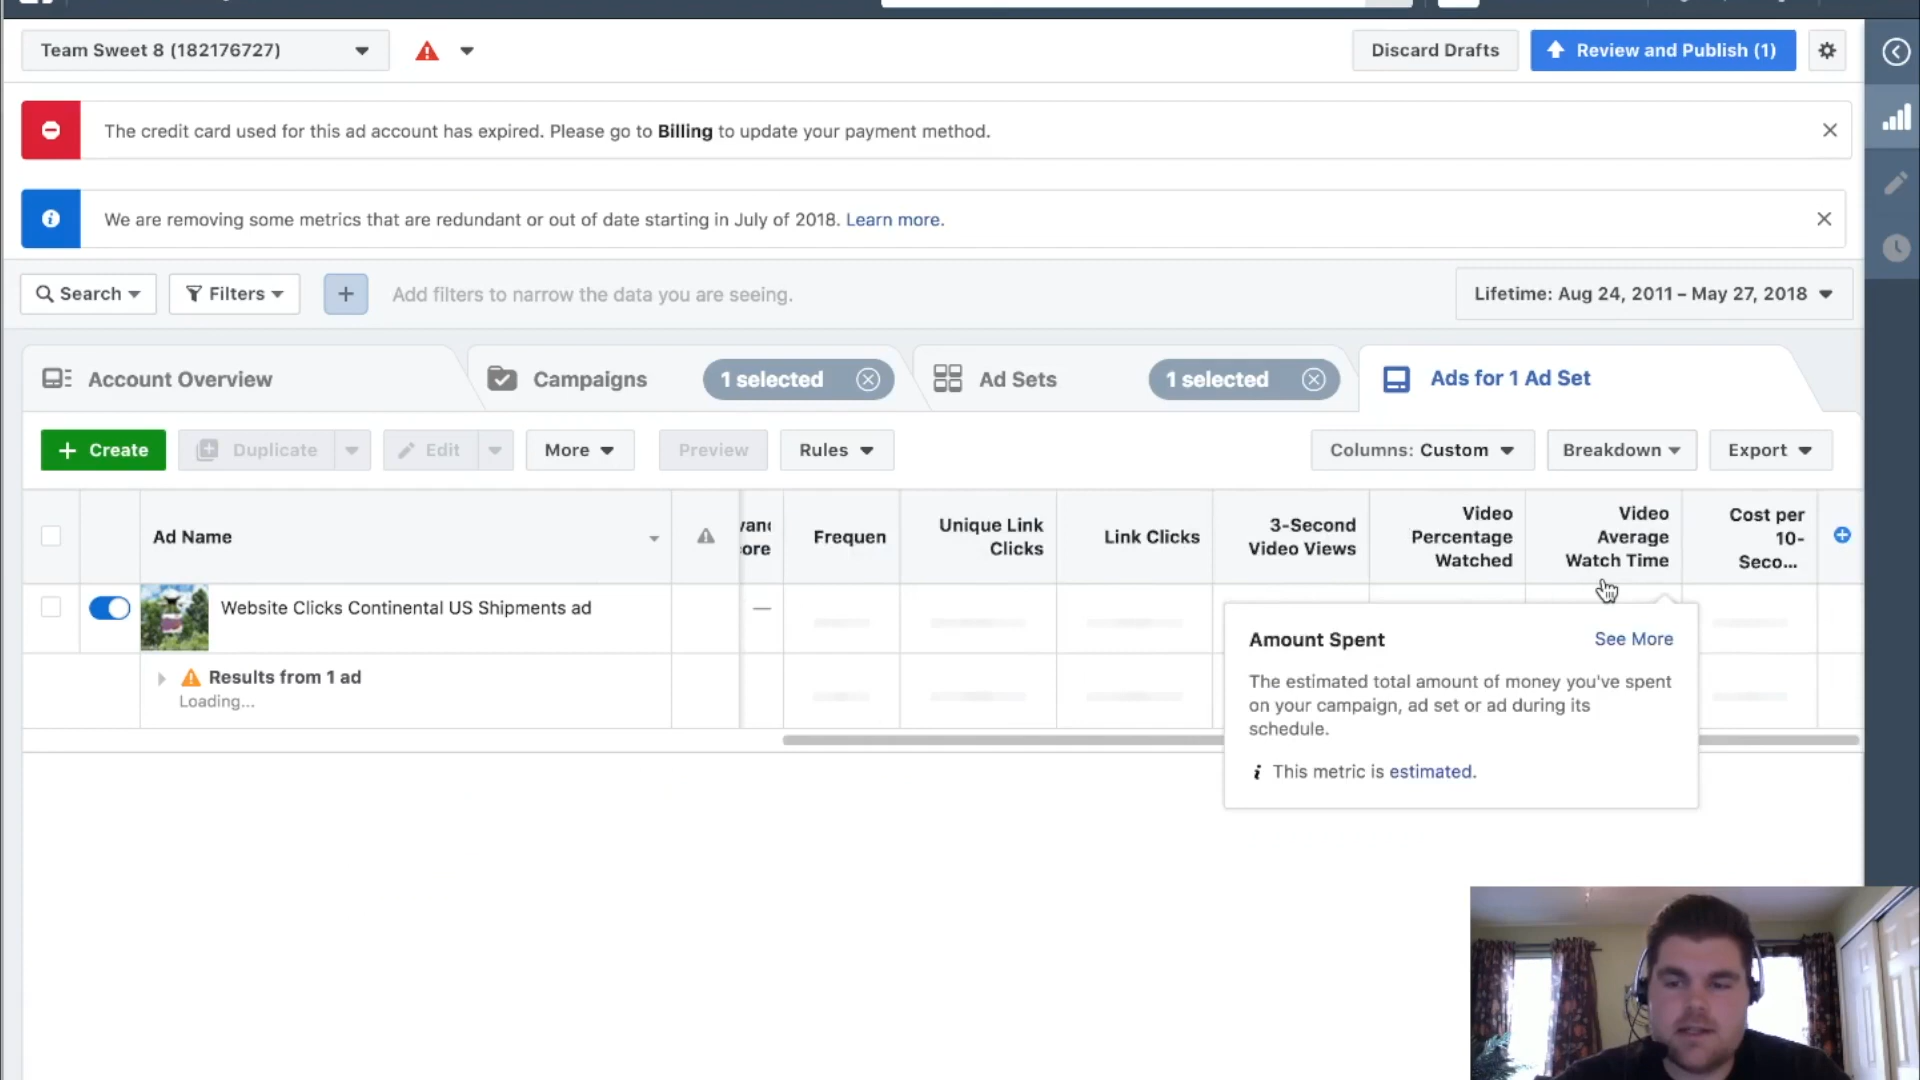 Team Sweet 8 (182176727)
Discard Drafts
Review and Publish (1)
The credit card used for this ad account has expired. Please go to Billing to update your payment method.
We are removing some metrics that are redundant or out of date starting in July of 2018. Learn more.
Search
Filters
Add filters to narrow the data you are seeing.
Lifetime: Aug 24, 2011 – May 27, 2018
Account Overview
Campaigns
1 selected
Ad Sets
1 selected
Ads for 1 Ad Set
+ Create
Duplicate
Edit
More
Preview
Rules
Columns: Custom
Breakdown
Export
Ad Name
Frequen
Unique Link
Clicks
Link Clicks
3-Second
Video Views
Video
Percentage
Watched
Video
Average
Watch Time
Cost per
10-
Seco...
Website Clicks Continental US Shipments ad
—
Results from 1 ad
Loading...
Amount Spent
See More
The estimated total amount of money you've spent
on your campaign, ad set or ad during its
schedule.
i This metric is estimated.